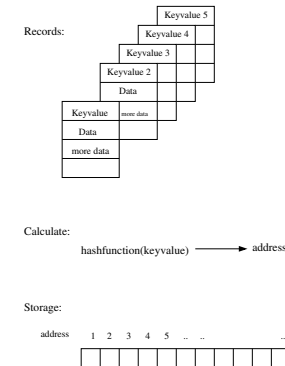 Records:
Keyvalue 5
Keyvalue 4
Keyvalue 3
Keyvalue 2
Data
Keyvalue more data
Data
more data
Calculate:
hashfunction(keyvalue) address
Storage:
address 1 2 3 4 5 .. .. ..